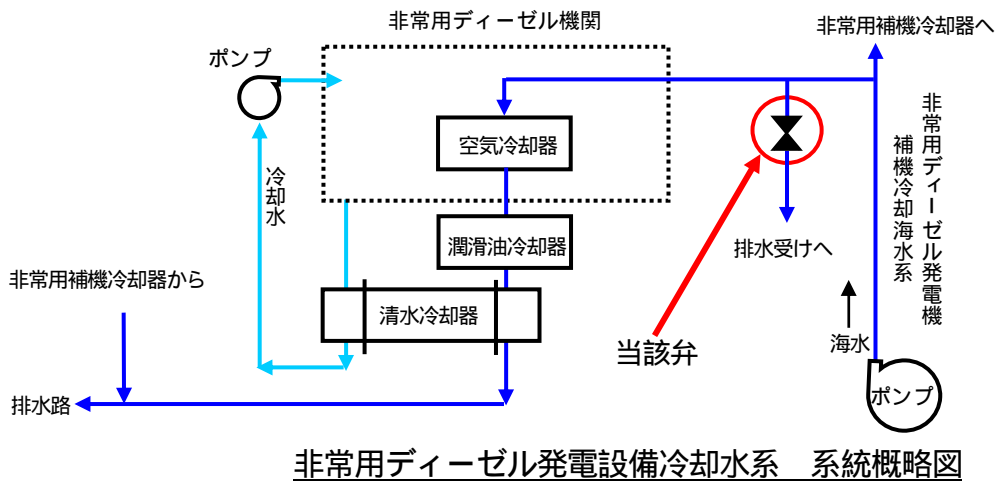 非常用ディーゼル機関
非常用補機冷却器へ
ポンプ
空気冷却器
冷却水
潤滑油冷却器
排水受けへ
非常用ディーゼル発電機
補機冷却海水系
非常用補機冷却器から
清水冷却器
海水
当該弁
排水路
ポンプ
非常用ディーゼル発電設備冷却水系　系統概略図